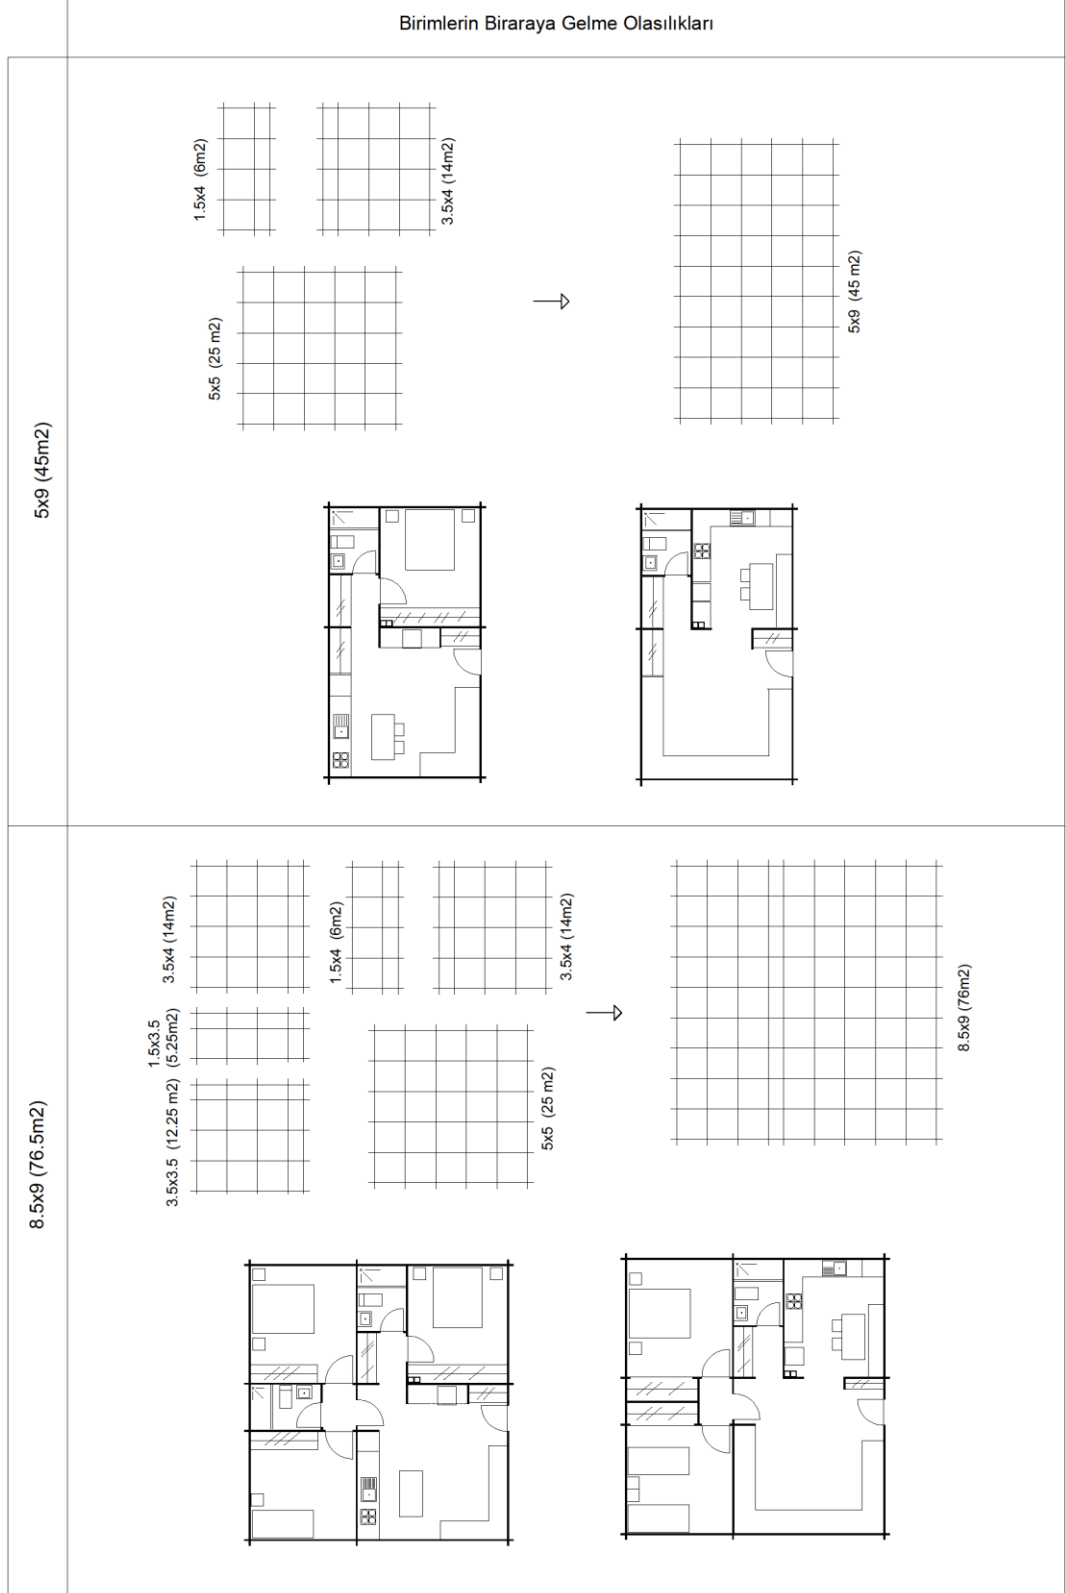 Birimlerin Biraraya Gelme Olasılıkları
5x9 (45m2)
1.5x4 (6m2)
3.5x4 (14m2)
5x5 (25 m2)
5x9 (45 m2)
8.5x9 (76.5m2)
3.5x4 (14m2)
1.5x4 (6m2)
3.5x4 (14m2)
1.5x3.5
(5.25m2)
3.5x3.5 (12.25 m2)
5x5 (25 m2)
8.5x9 (76m2)